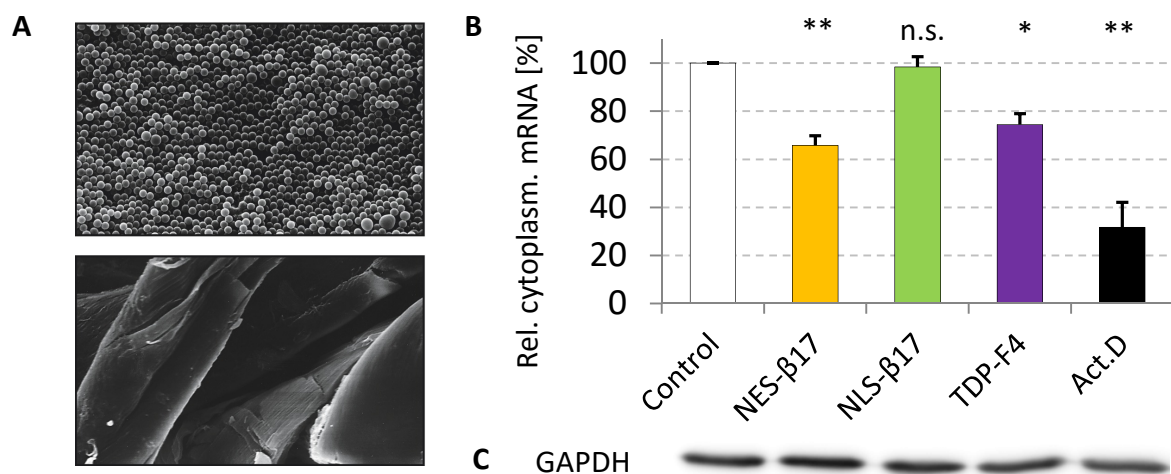 A
B
** n.s. * **
Rel. cytoplasm. mRNA [%]
100
80
60
40
20
0
Control
NES-β17
NLS-β17
TDP-F4
Act.D
C GAPDH